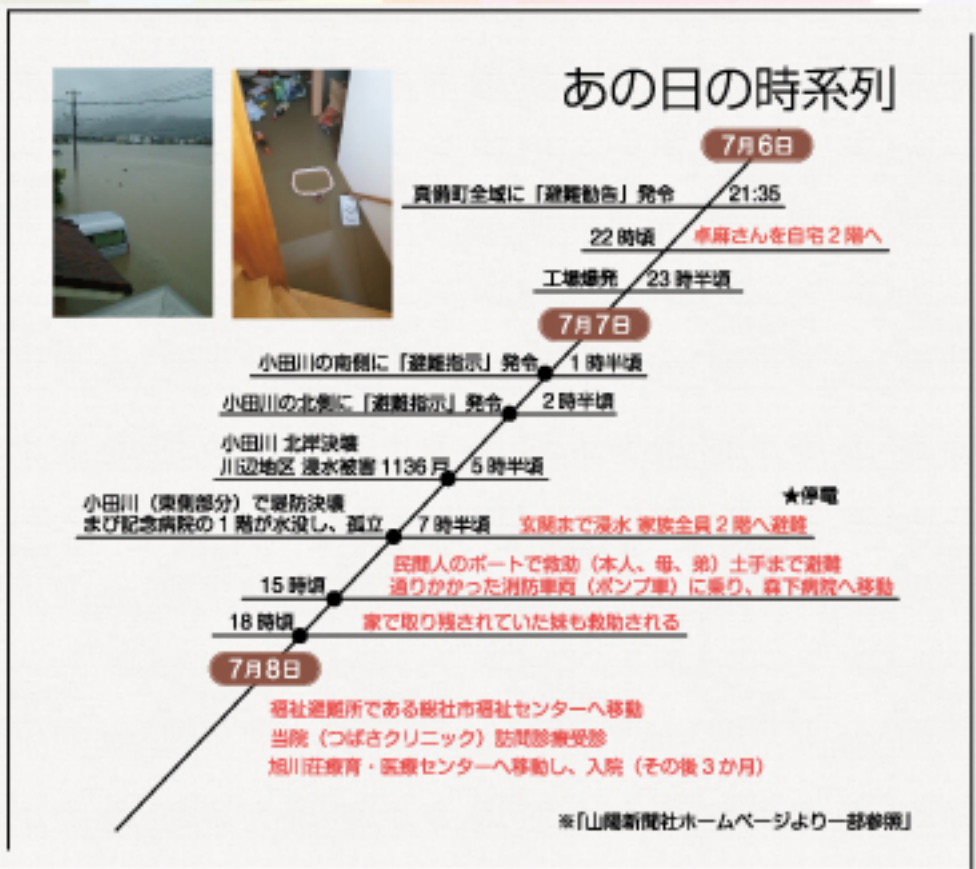 あの日の時系列
7月6日
真備町全域に「避難勧告」発令 21:35
22時頃 卓麻さんを自宅2階へ
工場爆発 23時半頃
7月7日
小田川の南側に「避難指示」発令 1時半頃
小田川の北側に「避難指示」発令 2時半頃
小田川 北岸決壊
川辺地区 浸水被害1136戸 5時半頃
★停電
小田川（東側部分）で堤防決壊
まび記念病院の1階が水没し、孤立 7時半頃 玄関まで浸水 家族全員2階へ避難
民間人のボートで救助（本人、母、弟）土手まで避難
15時頃 通りかかった消防車両（ポンプ車）に乗り、森下病院へ移動
18時頃 家で取り残されていた妹も救助される
7月8日
福祉避難所である総社市福祉センターへ移動
当院（つばさクリニック）訪問診療受診
旭川荘療育・医療センターへ移動し、入院（その後3か月）
※「山陽新聞社ホームページより一部参照」